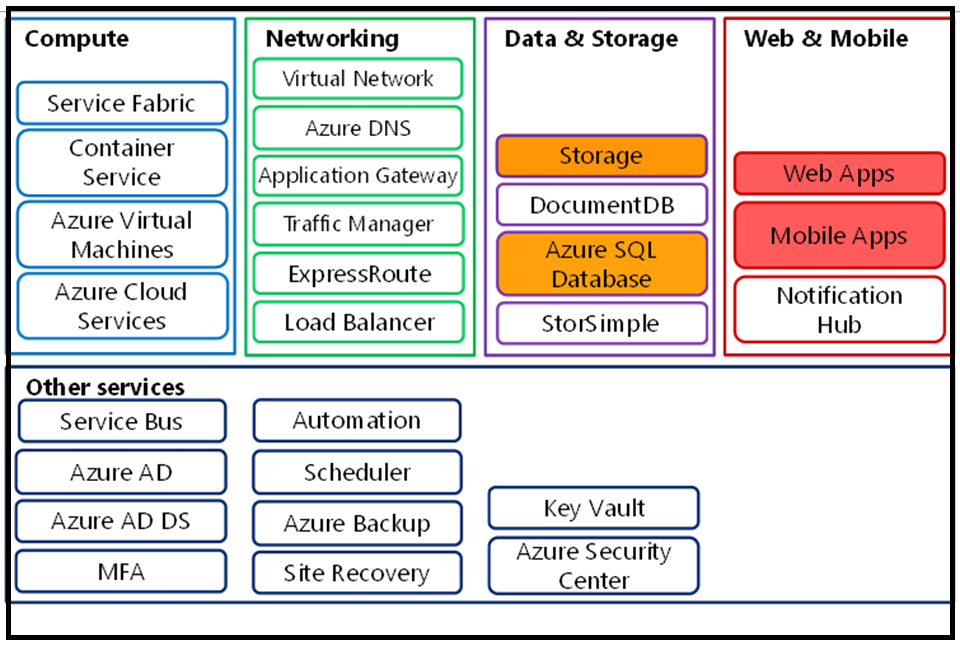 Compute
Service Fabric
Container
Service
Azure Virtual
Machines
Azure Cloud
Services
Networking
Virtual Network
Azure DNS
Application Gateway
Traffic Manager
ExpressRoute
Load Balancer
Data & Storage
Storage
DocumentDB
Azure SQL
Database
StorSimple
Web & Mobile
Web Apps
Mobile Apps
Notification
Hub
Other services
Service Bus
Azure AD
Azure AD DS
MFA
Automation
Scheduler
Azure Backup
Site Recovery
Key Vault
Azure Security
Center